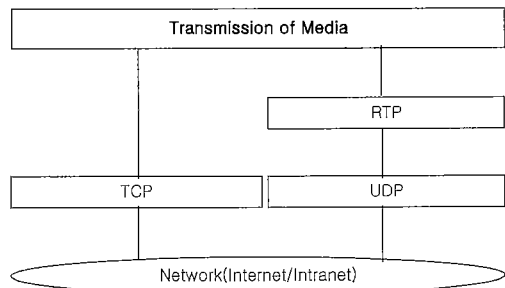 Transmission of Media
RTP
TCP
UDP
Network(Internet/Intranet)